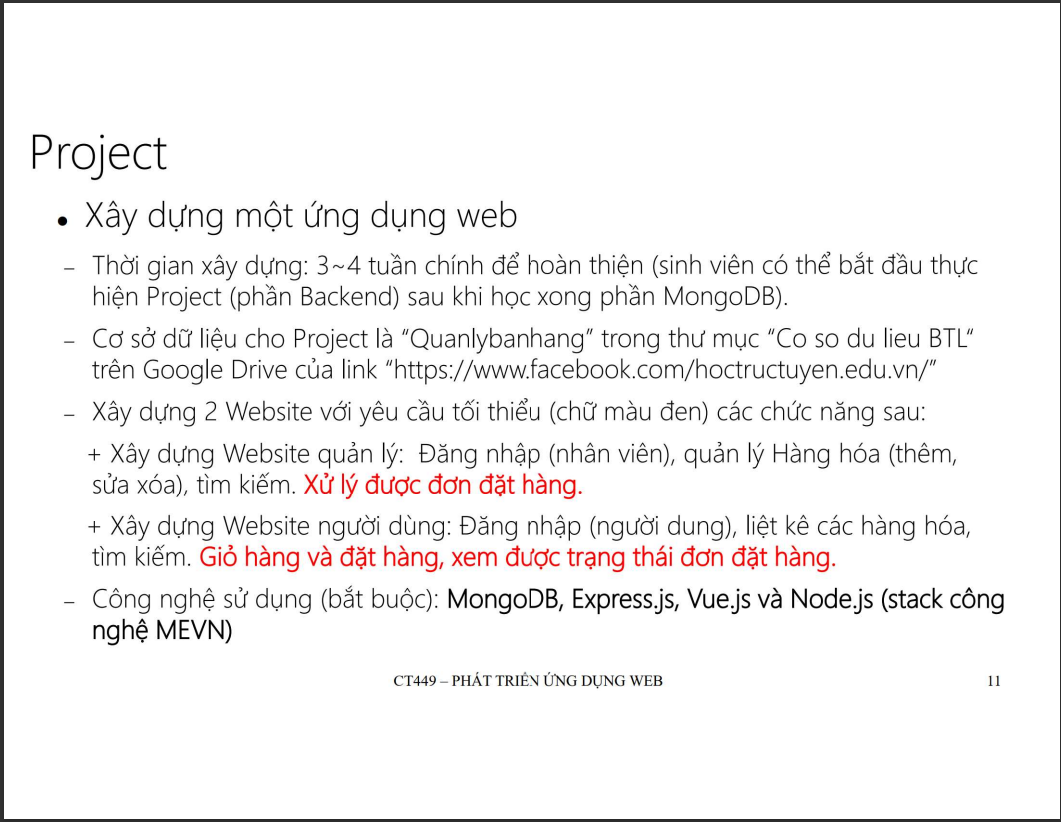 Project
• Xây dựng một ứng dụng web
– Thời gian xây dựng: 3~4 tuần chính để hoàn thiện (sinh viên có thể bắt đầu thực
hiện Project (phần Backend) sau khi học xong phần MongoDB).
– Cơ sở dữ liệu cho Project là “Quanlybanhang” trong thư mục “Co so du lieu BTL“
trên Google Drive của link “https://www.facebook.com/hoctructuyen.edu.vn/”
– Xây dựng 2 Website với yêu cầu tối thiểu (chữ màu đen) các chức năng sau:
+ Xây dựng Website quản lý: Đăng nhập (nhân viên), quản lý Hàng hóa (thêm,
sửa xóa), tìm kiếm. Xử lý được đơn đặt hàng.
+ Xây dựng Website người dùng: Đăng nhập (người dung), liệt kê các hàng hóa,
tìm kiếm. Giỏ hàng và đặt hàng, xem được trạng thái đơn đặt hàng.
– Công nghệ sử dụng (bắt buộc): MongoDB, Express.js, Vue.js và Node.js (stack công
nghệ MEVN)
CT449 – PHÁT TRIỂN ỨNG DỤNG WEB
11